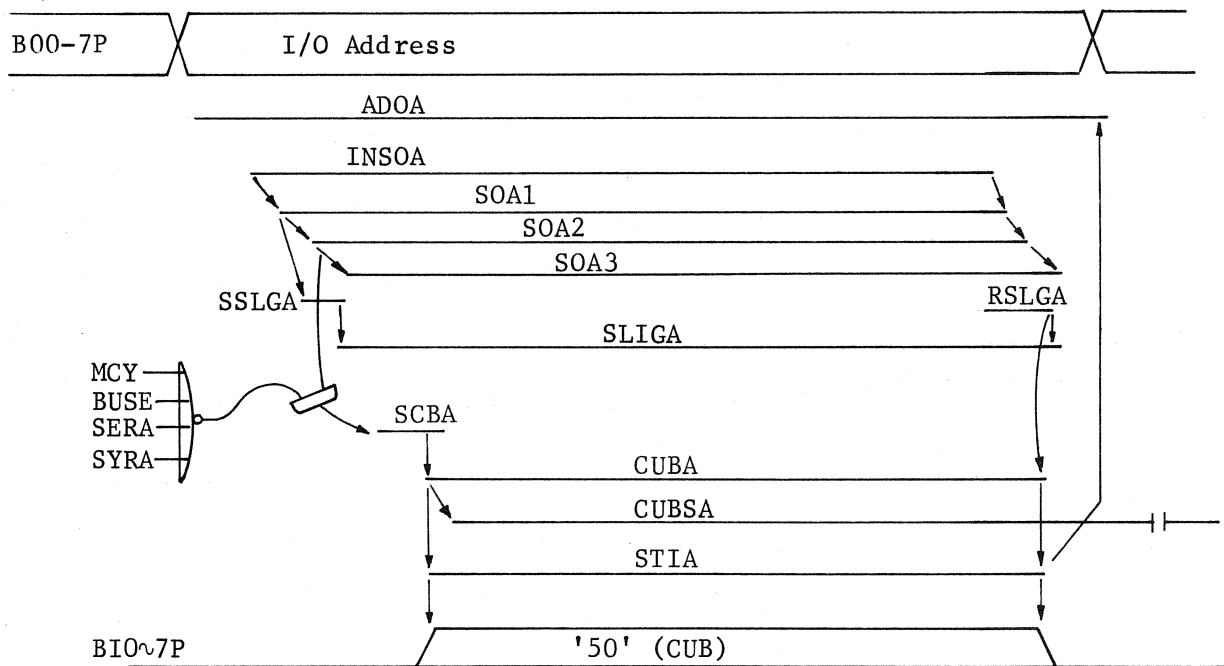 B00-7P I/O Address
ADOA
INSOA
SOA1
SOA2
SOA3
SSLGA RSLGA
SLIGA
MCY
BUSE
SERA
SYRA
SCBA
CUBA
CUBSA
STIA
BI0∿7P '50' (CUB)